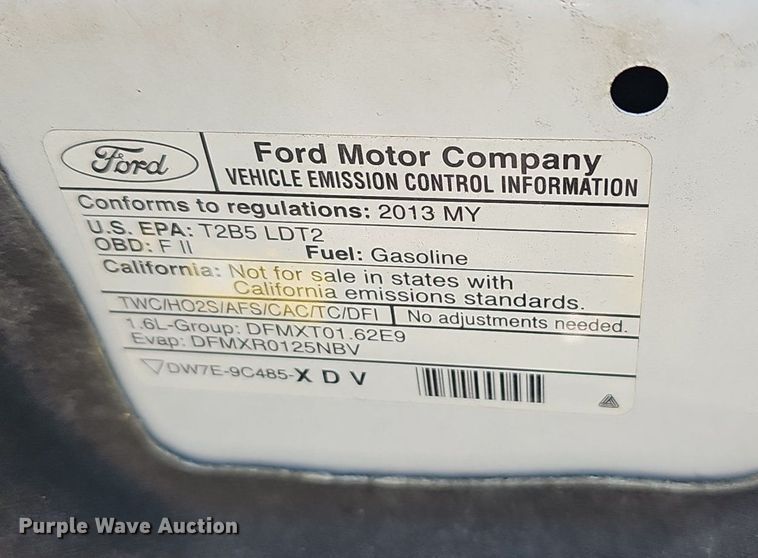 Ford
Ford Motor Company
VEHICLE EMISSION CONTROL INFORMATION
Conforms to regulations: 2013 MY
U.S. EPA: T2B5 LDT2
OBD: F II Fuel: Gasoline
California: Not for sale in states with
California emissions standards.
TWC/HO2S/AFS/CAC/TC/DFI No adjustments needed.
1.6L-Group: DFMXT01.62E9
Evap: DFMXR0125NBV
DW7E-9C485-X D V
Purple Wave Auction